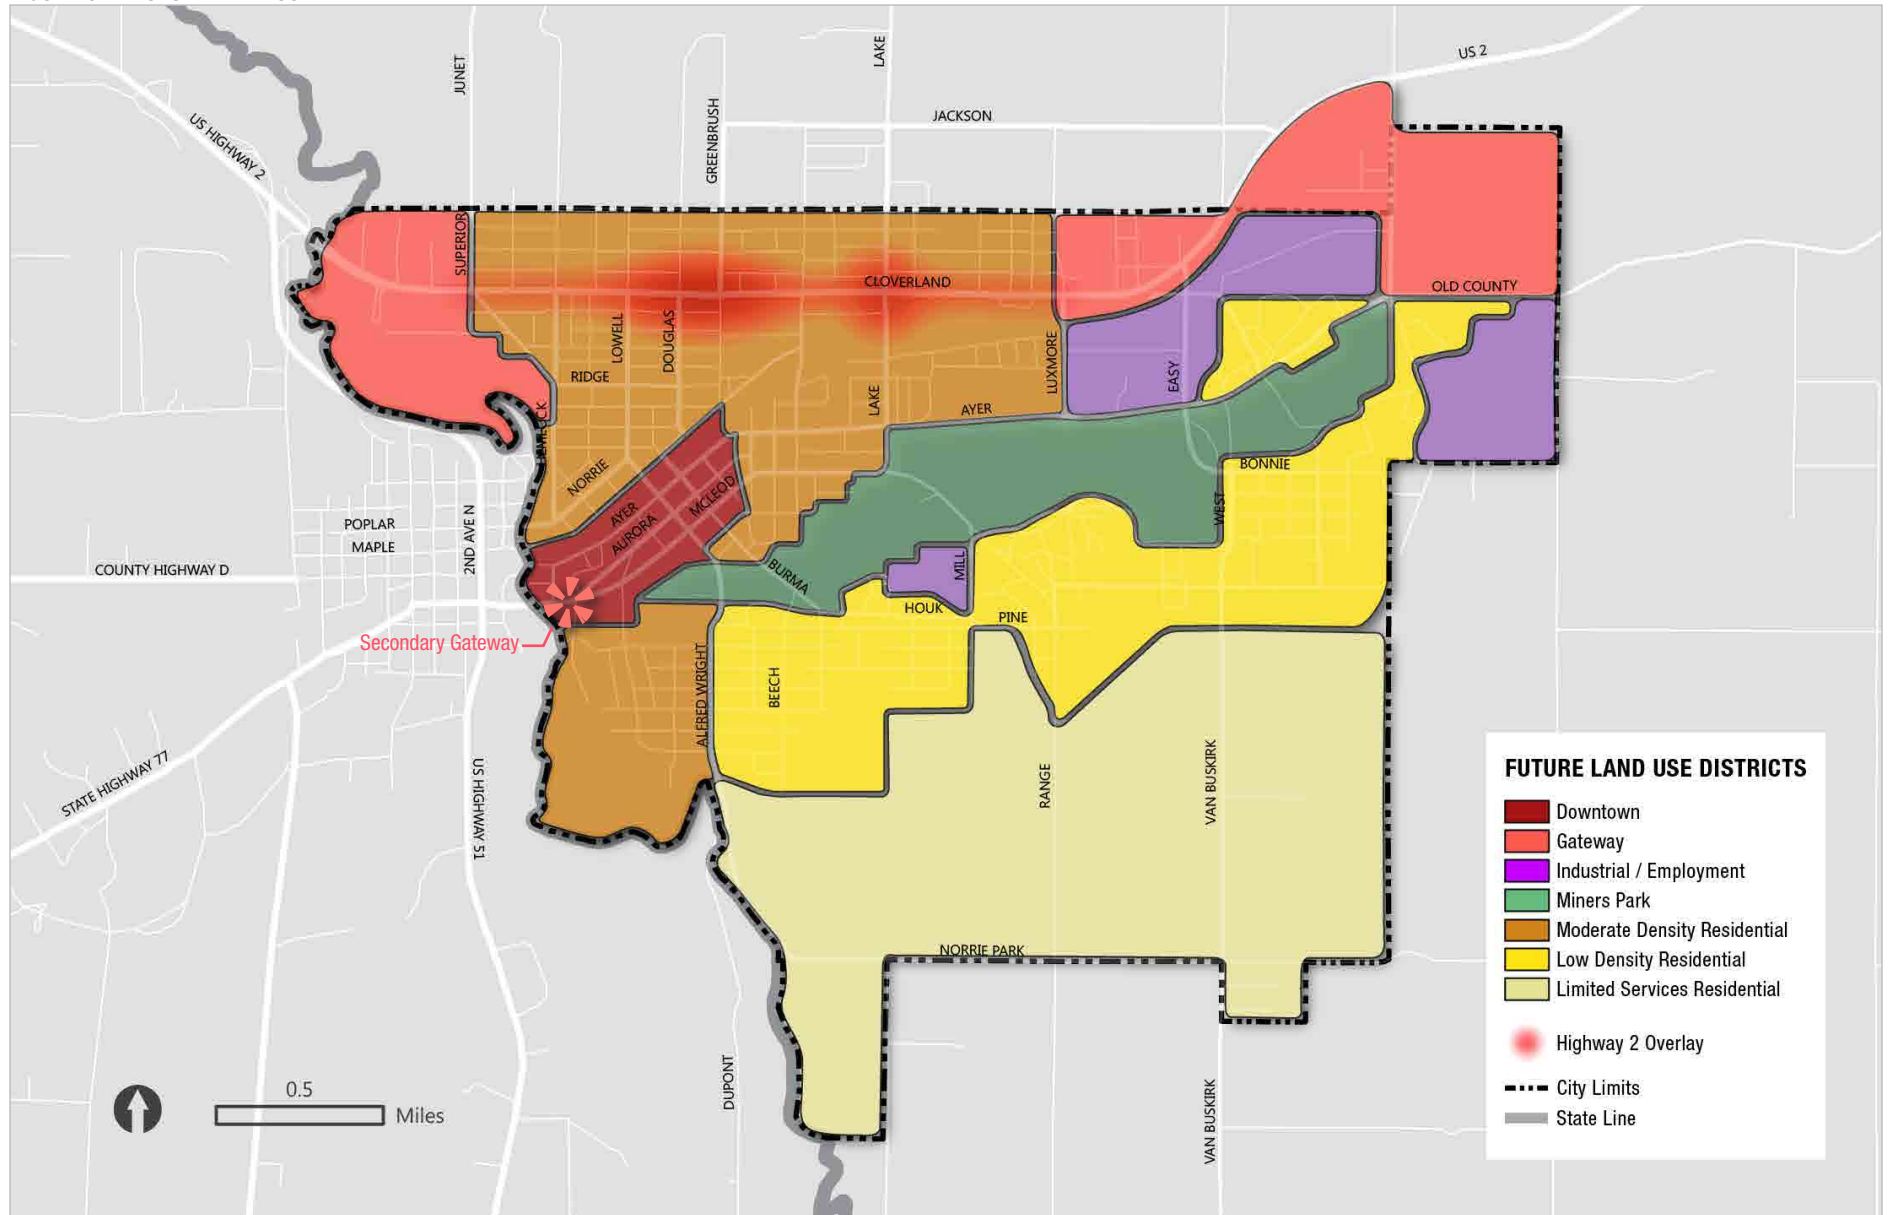 US 2
JUNET
LAKE
GREENBRUSH
JACKSON
US HIGHWAY 2
SUPERIOR
CLOVERLAND
OLD COUNTY
LOWELL
DOUGLAS
LUXMORE
RIDGE
EASY
LAKE
AYER
NORRIE
MCLEOD
BONNIE
AYER
AURORA
WEST
POPLAR
MAPLE
2ND AVE N
COUNTY HIGHWAY D
BURMA
MILL
HOUK
PINE
Secondary Gateway
ALFRED WRIGHT
BEECH
STATE HIGHWAY 77
US HIGHWAY 51
RANGE
VAN BUSKIRK
NORRIE PARK
DUPONT
VAN BUSKIRK
0.5
Miles
FUTURE LAND USE DISTRICTS
Downtown
Gateway
Industrial / Employment
Miners Park
Moderate Density Residential
Low Density Residential
Limited Services Residential
Highway 2 Overlay
City Limits
State Line